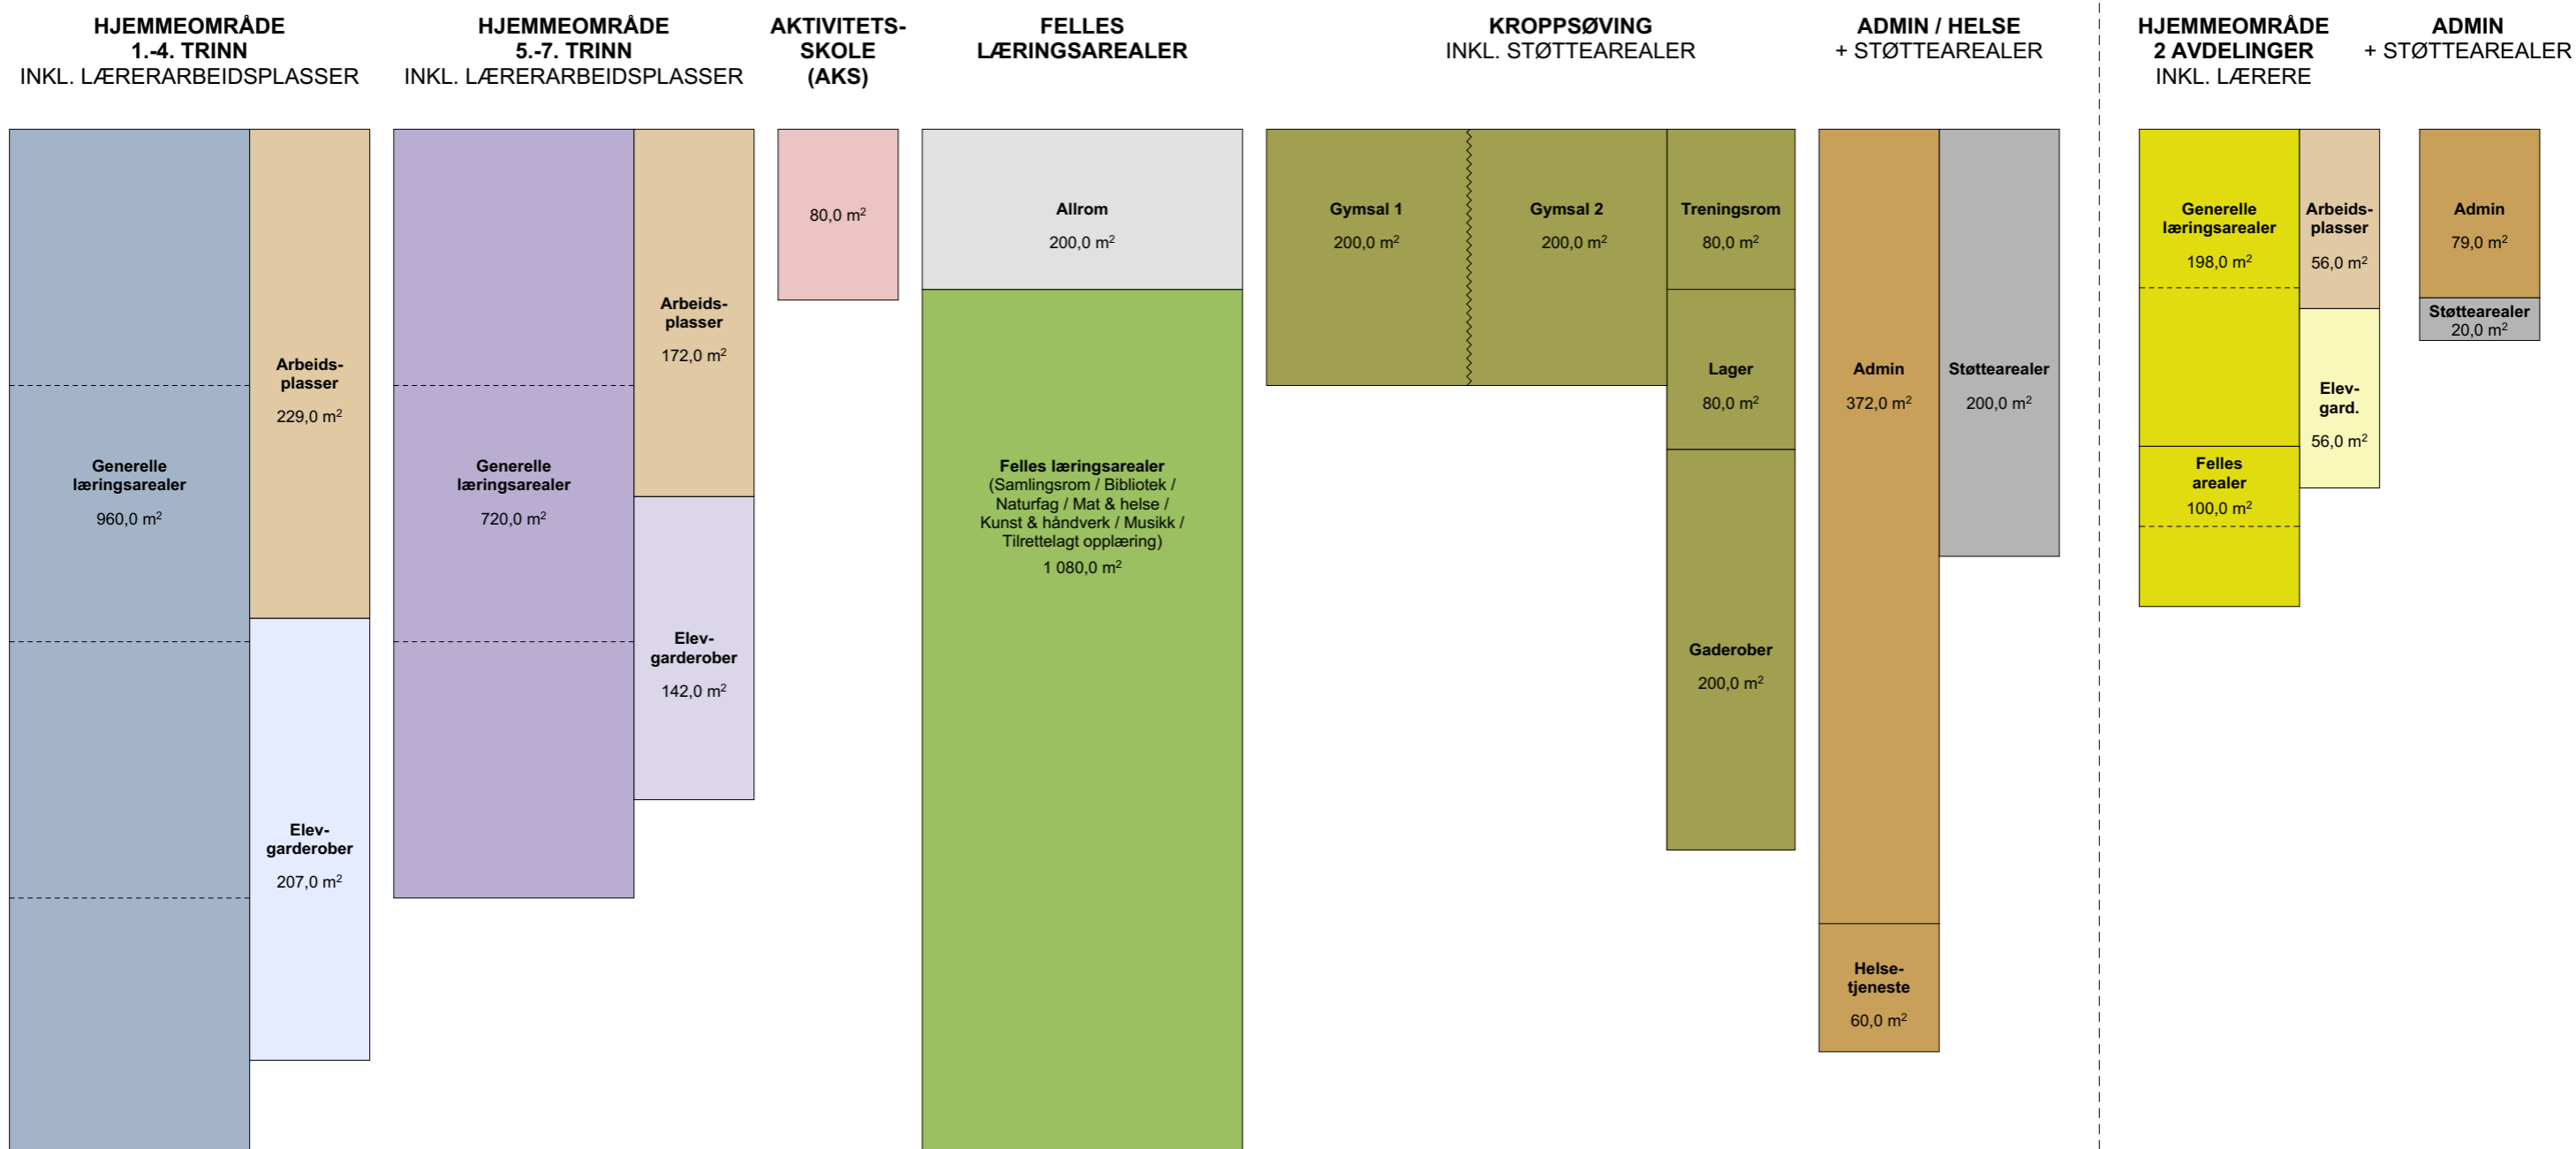 HJEMMEOMRÅDE
1.-4. TRINN
INKL. LÆRERARBEIDSPLASSER
HJEMMEOMRÅDE
5.-7. TRINN
INKL. LÆRERARBEIDSPLASSER
AKTIVITETS-
SKOLE
(AKS)
FELLES
LÆRINGSAREALER
KROPPSØVING
INKL. STØTTEAREALER
ADMIN / HELSE
+ STØTTEAREALER
HJEMMEOMRÅDE
2 AVDELINGER
INKL. LÆRERE
ADMIN
+ STØTTEAREALER
Generelle
læringsarealer
960,0 m²
Arbeids-
plasser
229,0 m²
Elev-
garderober
207,0 m²
Generelle
læringsarealer
720,0 m²
Arbeids-
plasser
172,0 m²
Elev-
garderober
142,0 m²
80,0 m²
Allrom
200,0 m²
Felles læringsarealer
(Samlingsrom / Bibliotek /
Naturfag / Mat & helse /
Kunst & håndverk / Musikk /
Tilrettelagt opplæring)
1 080,0 m²
Gymsal 1
200,0 m²
Gymsal 2
200,0 m²
Treningsrom
80,0 m²
Lager
80,0 m²
Gaderober
200,0 m²
Admin
372,0 m²
Helse-
tjeneste
60,0 m²
Støttearealer
200,0 m²
Generelle
læringsarealer
198,0 m²
Felles
arealer
100,0 m²
Arbeids-
plasser
56,0 m²
Elev-
gard.
56,0 m²
Admin
79,0 m²
Støttearealer
20,0 m²